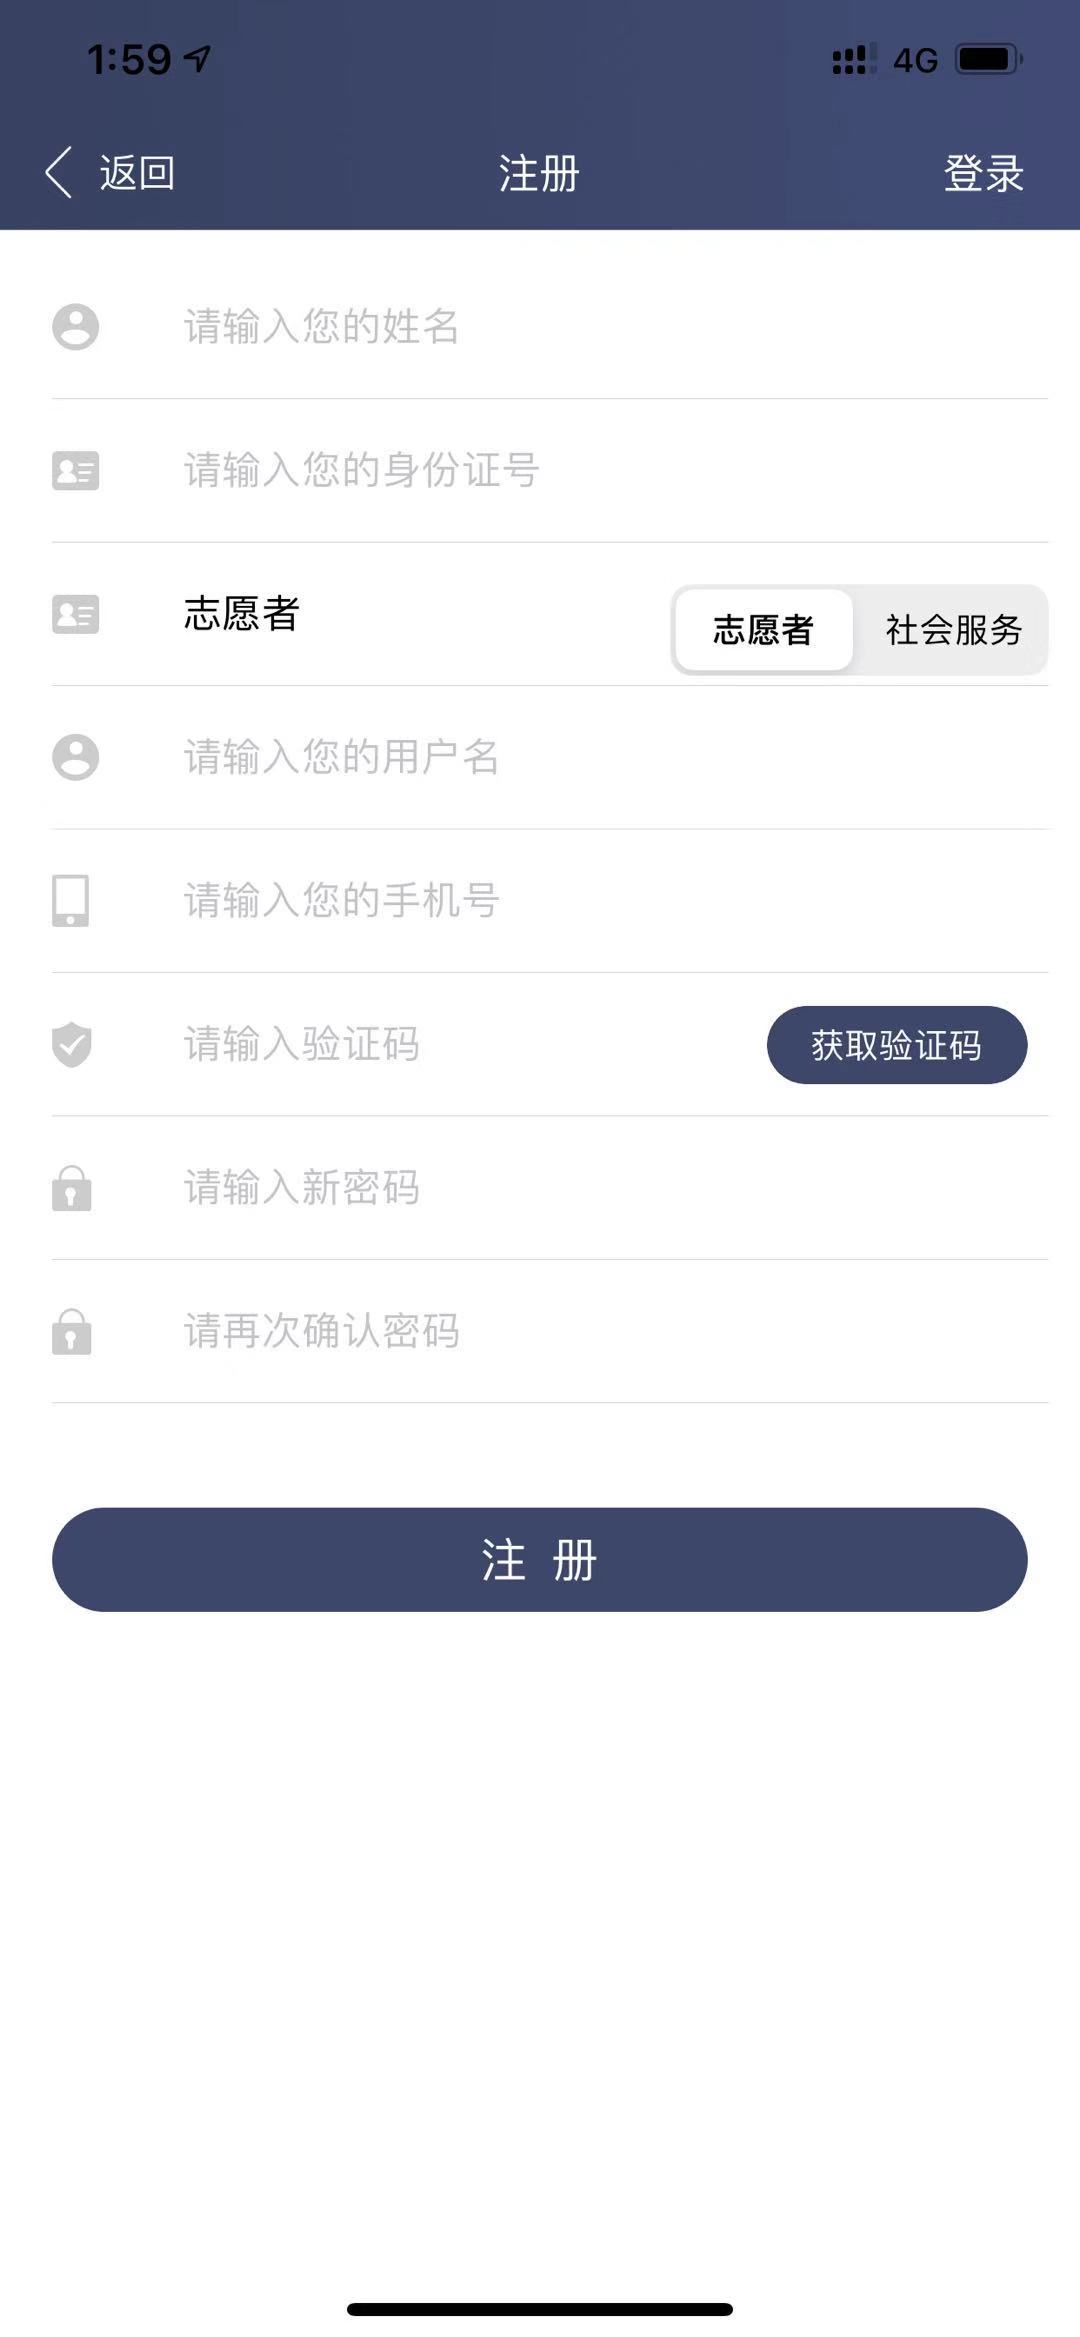 1:59 4G
返回 注册 登录
请输入您的姓名
请输入您的身份证号
志愿者 志愿者 社会服务
请输入您的用户名
请输入您的手机号
请输入验证码 获取验证码
请输入新密码
请再次确认密码
注 册